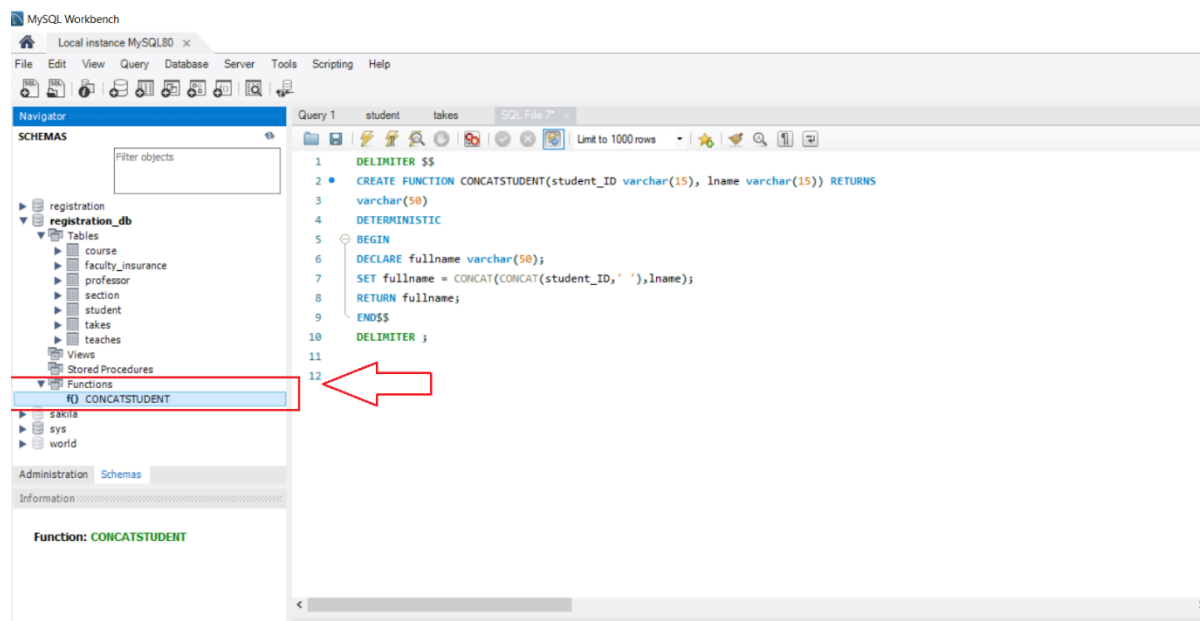 MySQL Workbench
Local instance MySQL80 ×
File Edit View Query Database Server Tools Scripting Help
Navigator
SCHEMAS
Filter objects
registration
registration_db
Tables
course
faculty_insurance
professor
section
student
takes
teaches
Views
Stored Procedures
Functions
f() CONCATSTUDENT
sakila
sys
world
Administration Schemas
Information
Function: CONCATSTUDENT
Query 1 student takes SQL File 7* ×
Limit to 1000 rows
1 DELIMITER $$
2 CREATE FUNCTION CONCATSTUDENT(student_ID varchar(15), lname varchar(15)) RETURNS
3 varchar(50)
4 DETERMINISTIC
5 BEGIN
6 DECLARE fullname varchar(50);
7 SET fullname = CONCAT(CONCAT(student_ID,' '),lname);
8 RETURN fullname;
9 END$$
10 DELIMITER ;
11
12